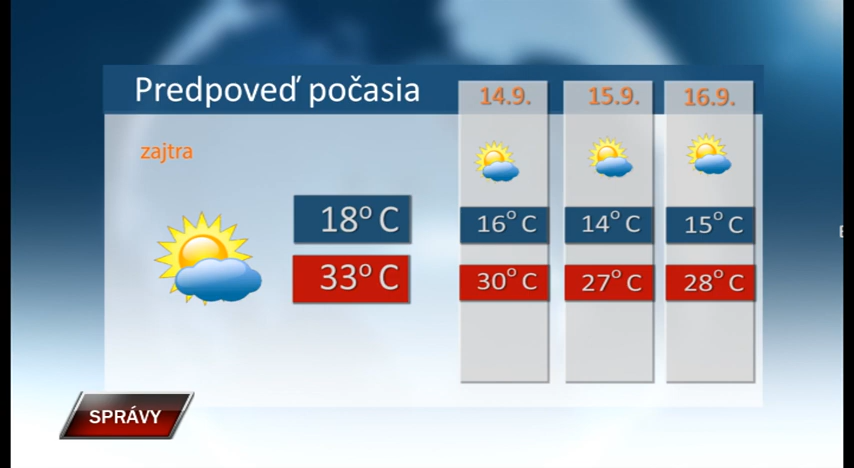 Predpoveď počasia
zajtra
18° C
33° C
14.9.
16° C
30° C
15.9.
14° C
27° C
16.9.
15° C
28° C
SPRÁVY